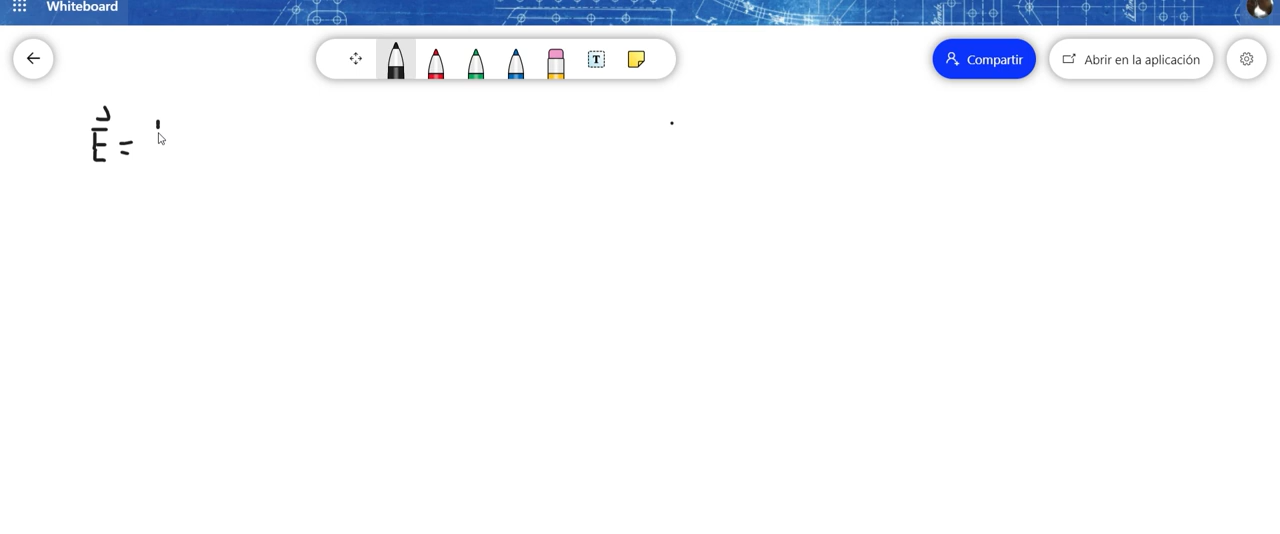 Whiteboard
T Compartir Abrir en la aplicación
E⃗ =